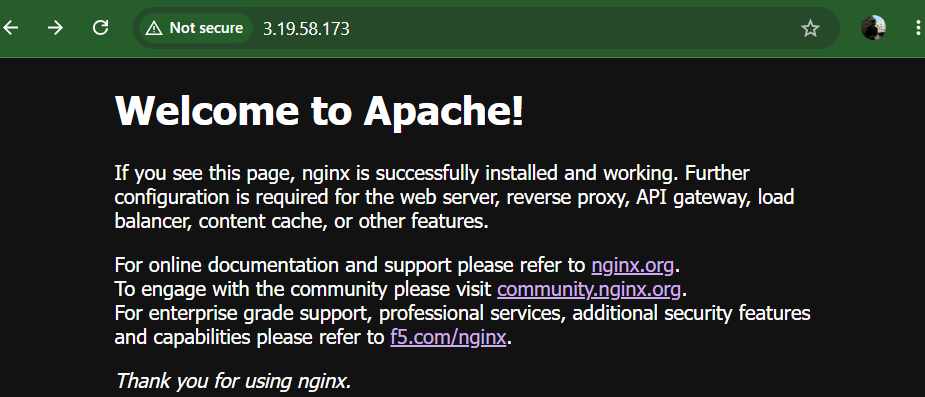 Not secure 3.19.58.173
Welcome to Apache!
If you see this page, nginx is successfully installed and working. Further
configuration is required for the web server, reverse proxy, API gateway, load
balancer, content cache, or other features.
For online documentation and support please refer to nginx.org.
To engage with the community please visit community.nginx.org.
For enterprise grade support, professional services, additional security features
and capabilities please refer to f5.com/nginx.
Thank you for using nginx.